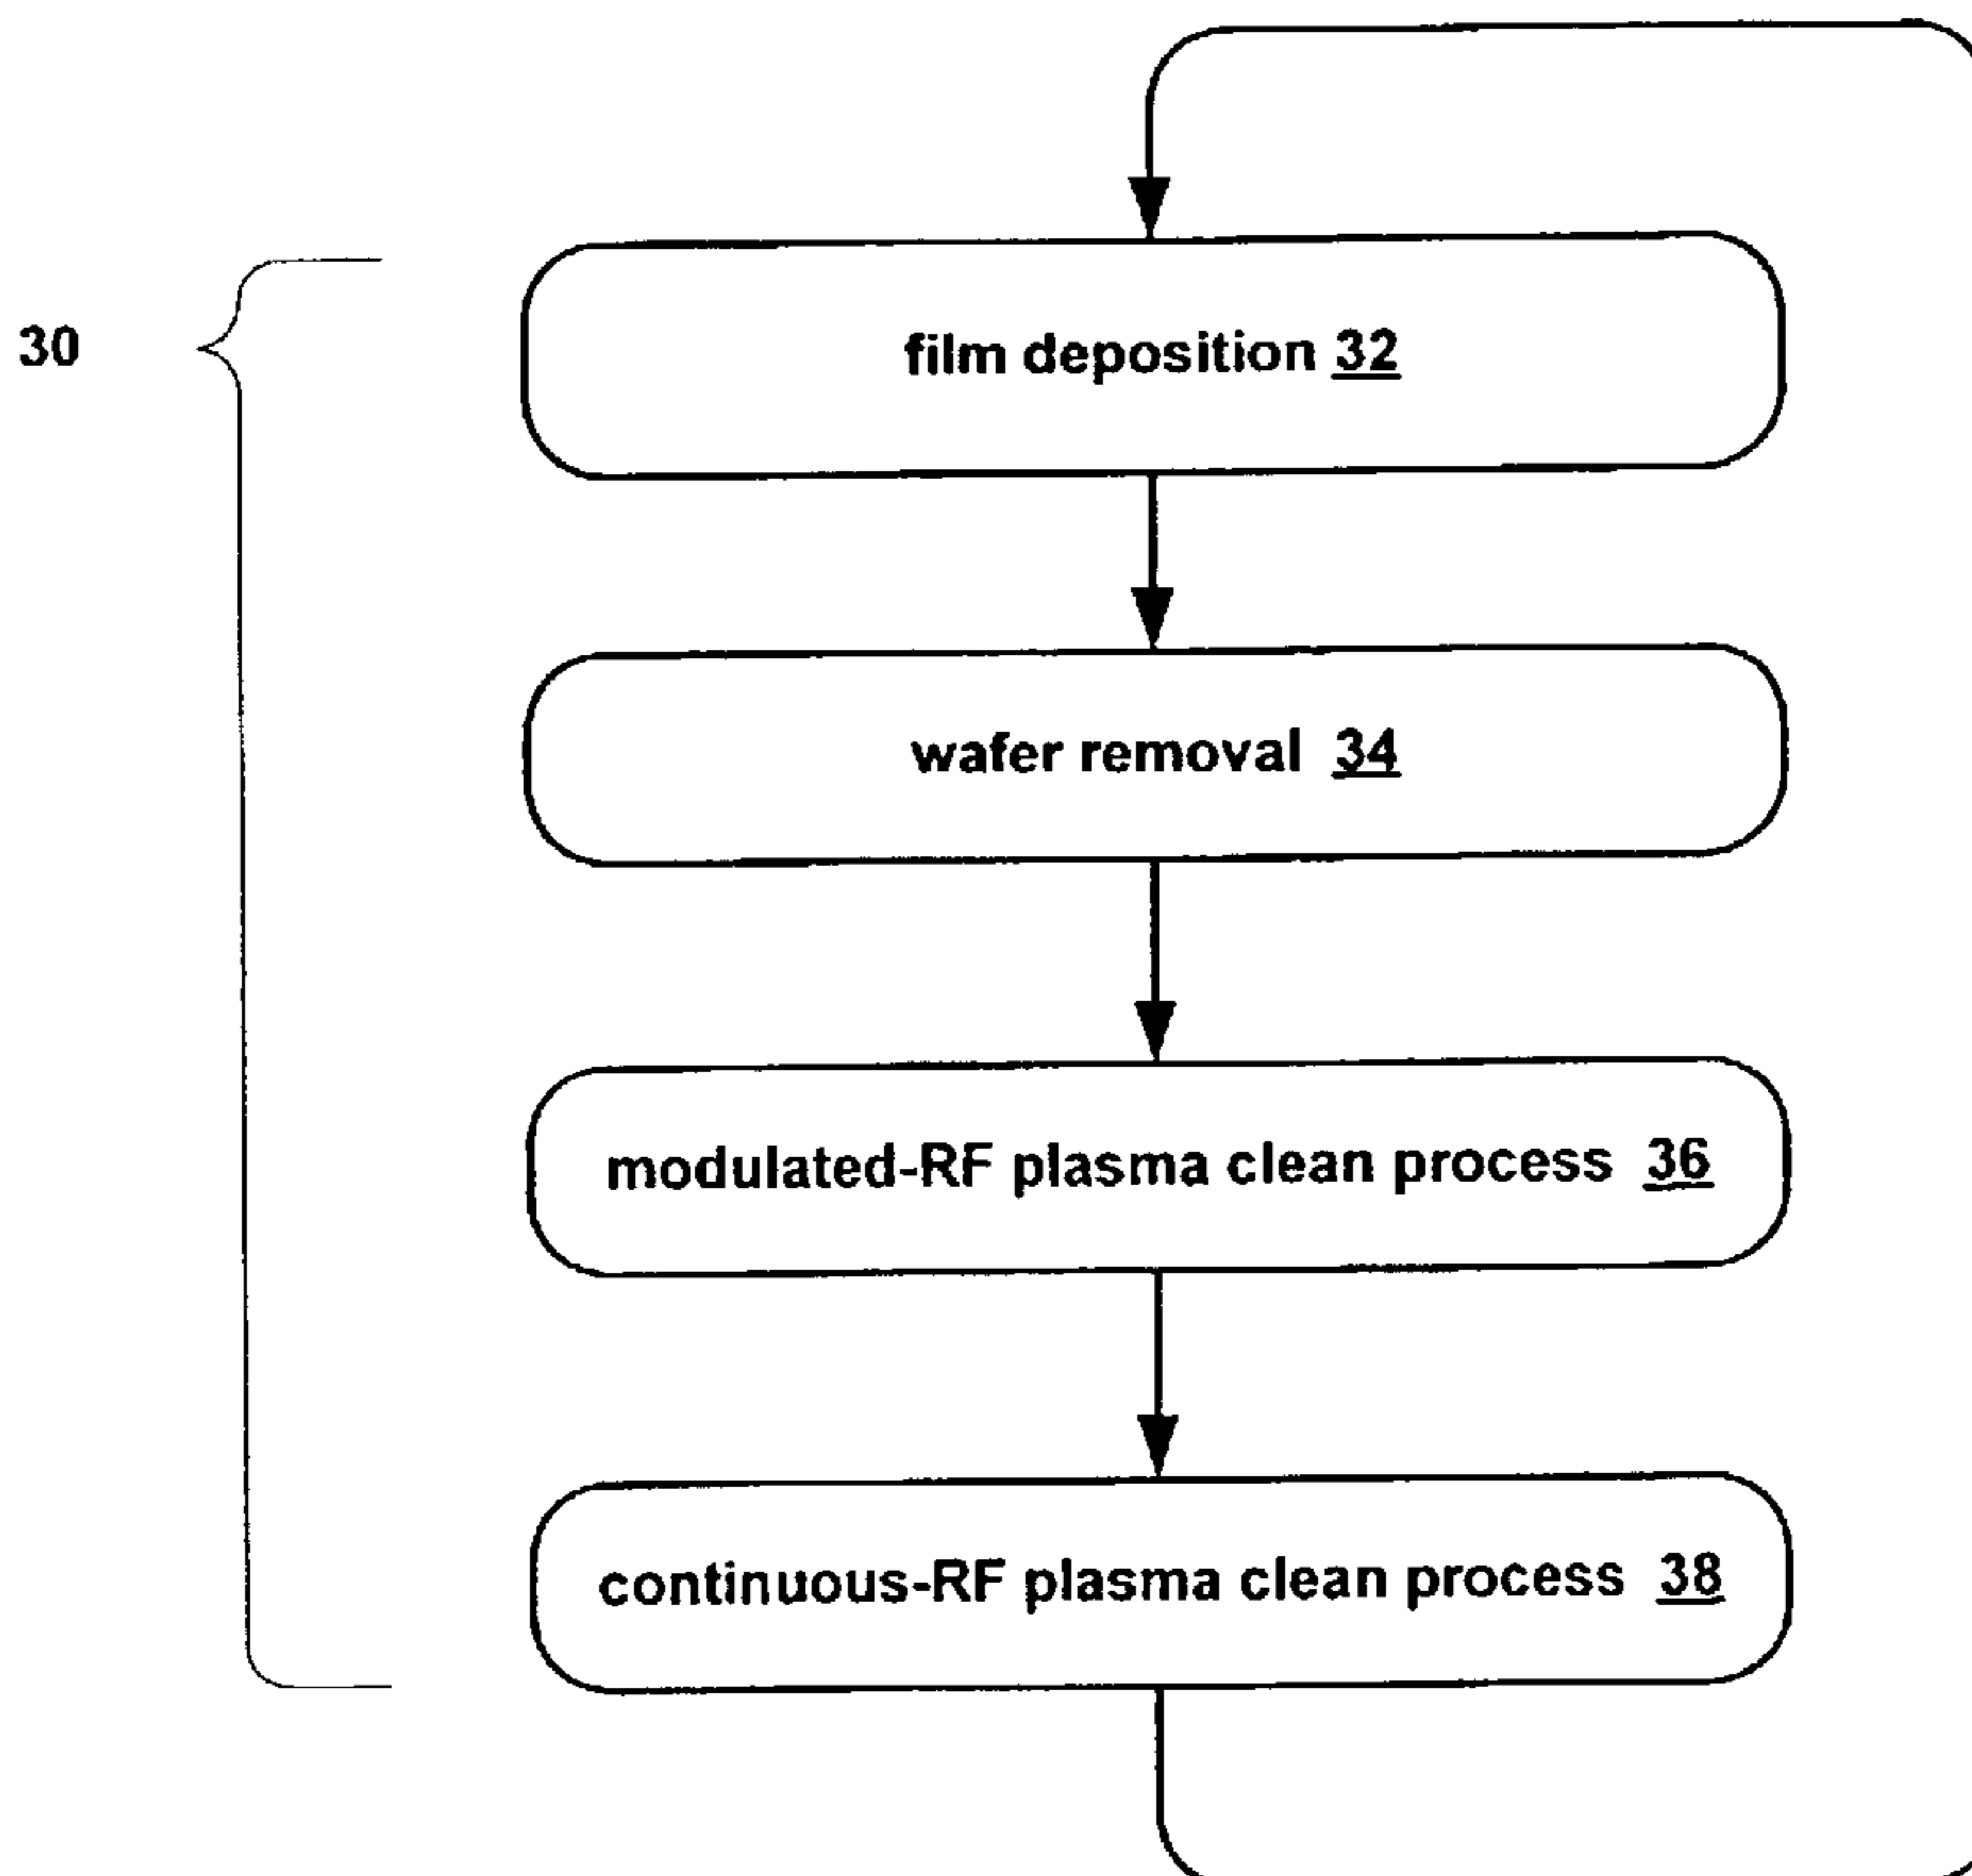 30
film deposition 32
wafer removal 34
modulated-RF plasma clean process 36
continuous-RF plasma clean process 38